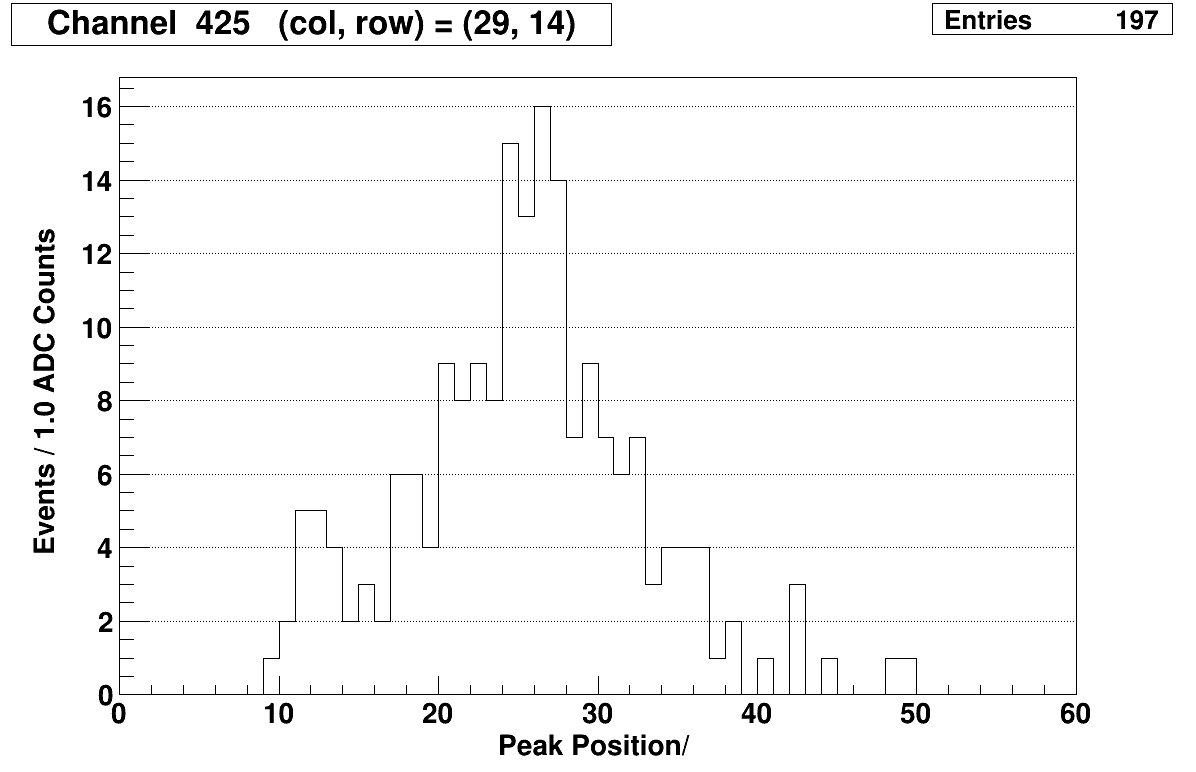 Channel 425 (col, row) = (29, 14)
Entries 197
Events / 1.0 ADC Counts
16
14
12
10
8
6
4
2
0
0 10 20 30 40 50 60
Peak Position/